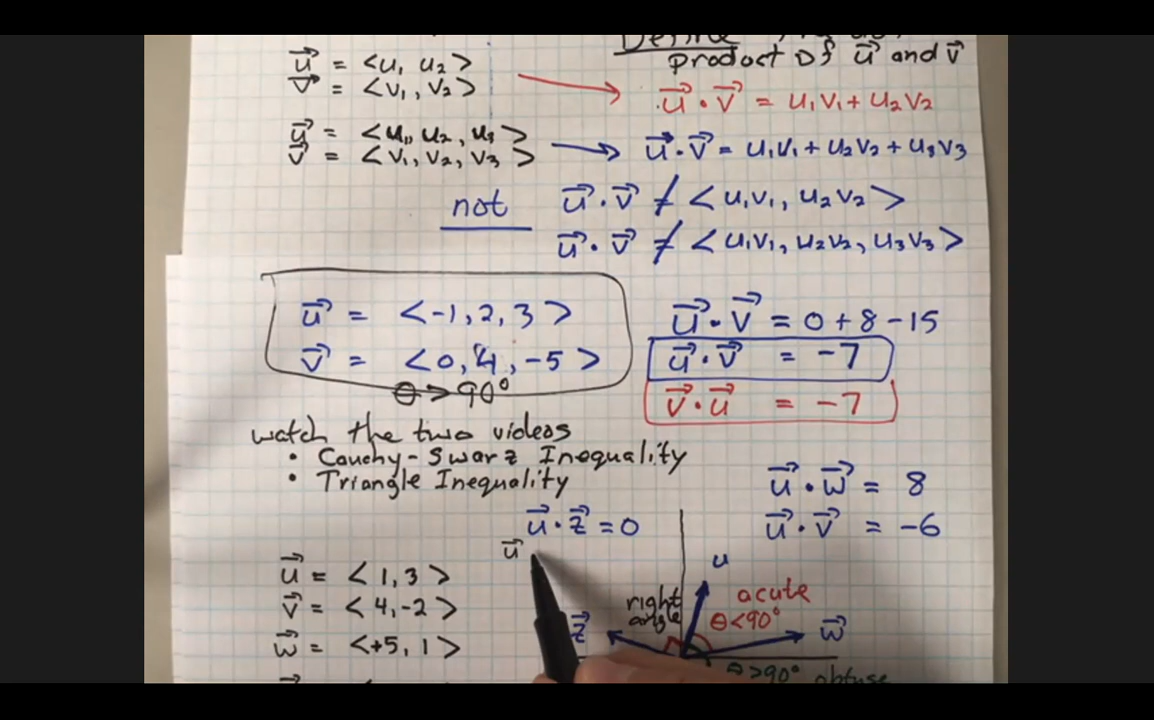 Define
u⃗ = <u₁ u₂>
product of u⃗ and v⃗
v⃗ = <v₁, v₂>
u⃗ · v⃗ = u₁v₁ + u₂v₂
u⃗ = <u₁, u₂, u₃>
v⃗ = <v₁, v₂, v₃>
u⃗ · v⃗ = u₁v₁ + u₂v₂ + u₃v₃
not u⃗ · v⃗ ≠ <u₁v₁, u₂v₂>
u⃗ · v⃗ ≠ <u₁v₁, u₂v₂, u₃v₃>
u⃗ = <-1, 2, 3>
v⃗ = <0, 4, -5>
θ > 90°
u⃗ · v⃗ = 0 + 8 - 15
u⃗ · v⃗ = -7
v⃗ · u⃗ = -7
watch the two videos
• Cauchy-Swarz Inequality
• Triangle Inequality
u⃗ · w⃗ = 8
u⃗ · v⃗ = -6
u⃗ · z⃗ = 0
u⃗
u⃗ = <1, 3>
v⃗ = <4, -2>
w⃗ = <+5, 1>
u
right
angle
acute
θ<90°
z⃗
w⃗
θ>90° obtuse